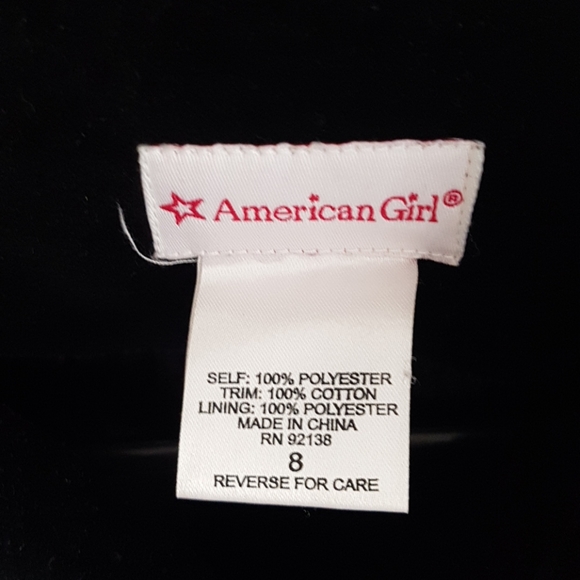 American Girl®
SELF: 100% POLYESTER
TRIM: 100% COTTON
LINING: 100% POLYESTER
MADE IN CHINA
RN 92138
8
REVERSE FOR CARE